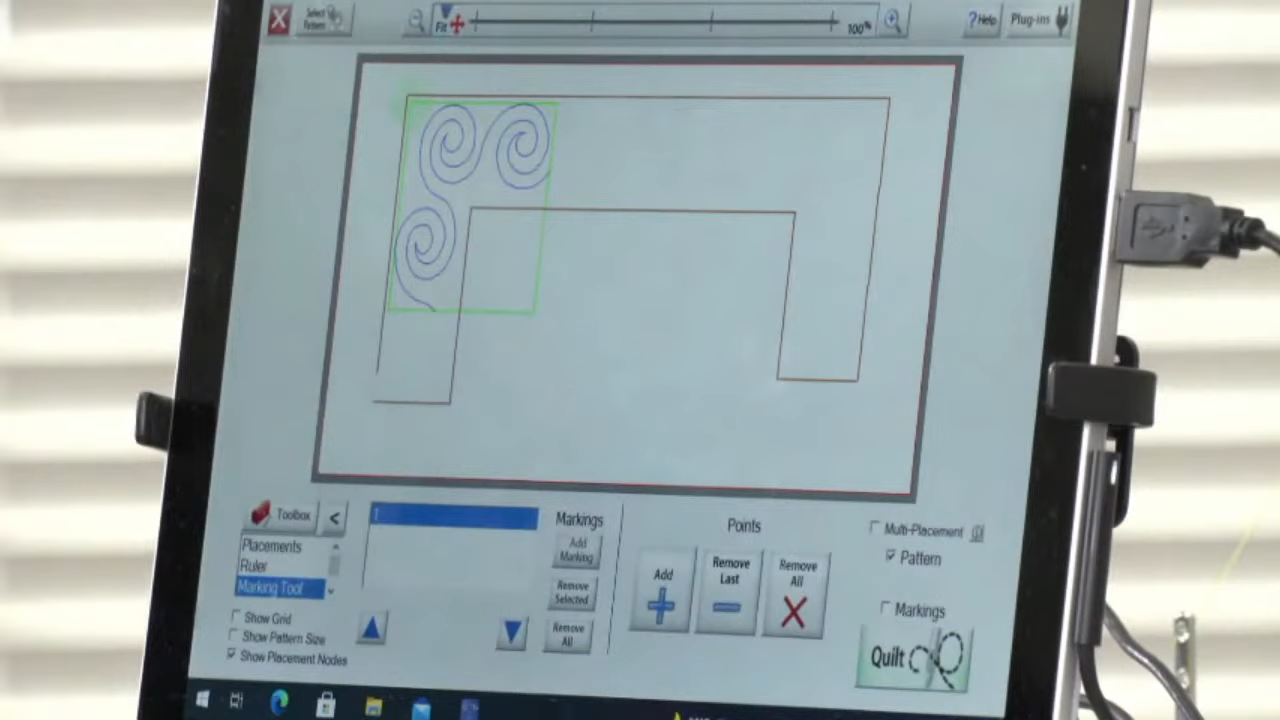 Select Pattern
Fit
100%
?Help
Plug-ins
Toolbox
<
Placements
Ruler
Marking Tool
Show Grid
Show Pattern Size
Show Placement Nodes
1
Markings
Add Marking
Remove Selected
Remove All
Points
Add
Remove Last
Remove All
Multi-Placement
Pattern
Markings
Quilt